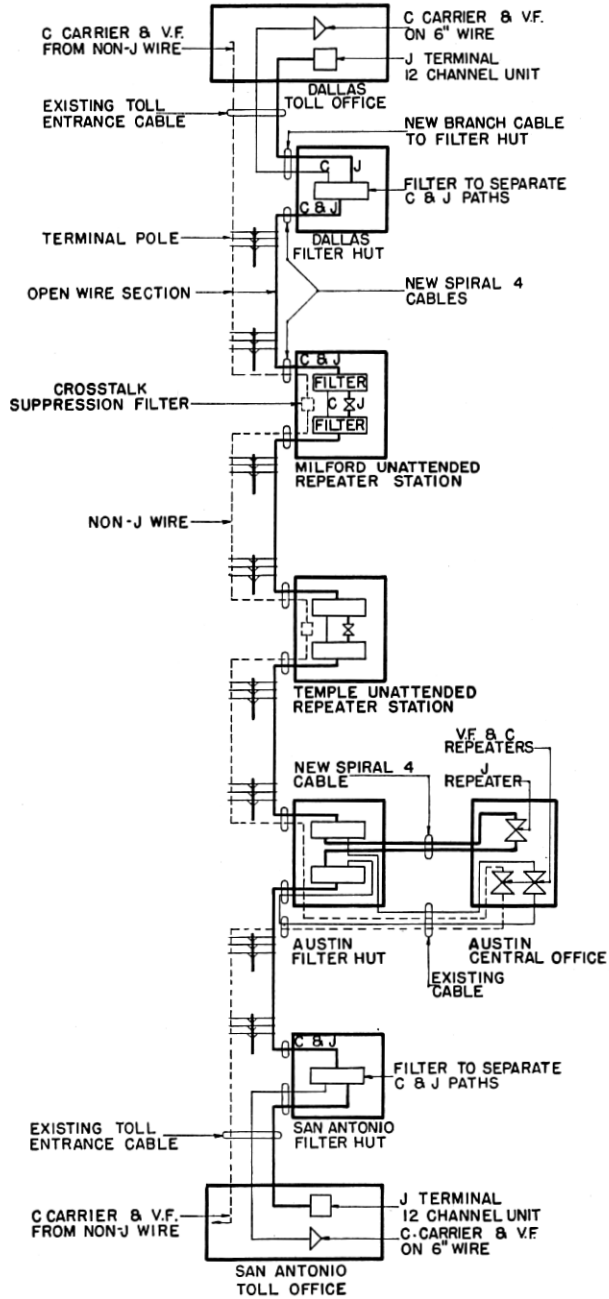 C CARRIER & V.F.
FROM NON-J WIRE
C CARRIER & V.F.
ON 6" WIRE
J TERMINAL
12 CHANNEL UNIT
DALLAS
TOLL OFFICE
EXISTING TOLL
ENTRANCE CABLE
NEW BRANCH CABLE
TO FILTER HUT
C
J
FILTER TO SEPARATE
C & J PATHS
C & J
DALLAS
FILTER HUT
TERMINAL POLE
OPEN WIRE SECTION
NEW SPIRAL 4
CABLES
C & J
FILTER
C
J
FILTER
CROSSTALK
SUPPRESSION FILTER
MILFORD UNATTENDED
REPEATER STATION
NON-J WIRE
TEMPLE UNATTENDED
REPEATER STATION
V.F. & C
REPEATERS
J
REPEATER
NEW SPIRAL 4
CABLE
AUSTIN
FILTER HUT
AUSTIN
CENTRAL OFFICE
EXISTING
CABLE
C & J
FILTER TO SEPARATE
C & J PATHS
SAN ANTONIO
FILTER HUT
EXISTING TOLL
ENTRANCE CABLE
C CARRIER & V.F.
FROM NON-J WIRE
J TERMINAL
12 CHANNEL UNIT
C-CARRIER & V.F.
ON 6" WIRE
SAN ANTONIO
TOLL OFFICE